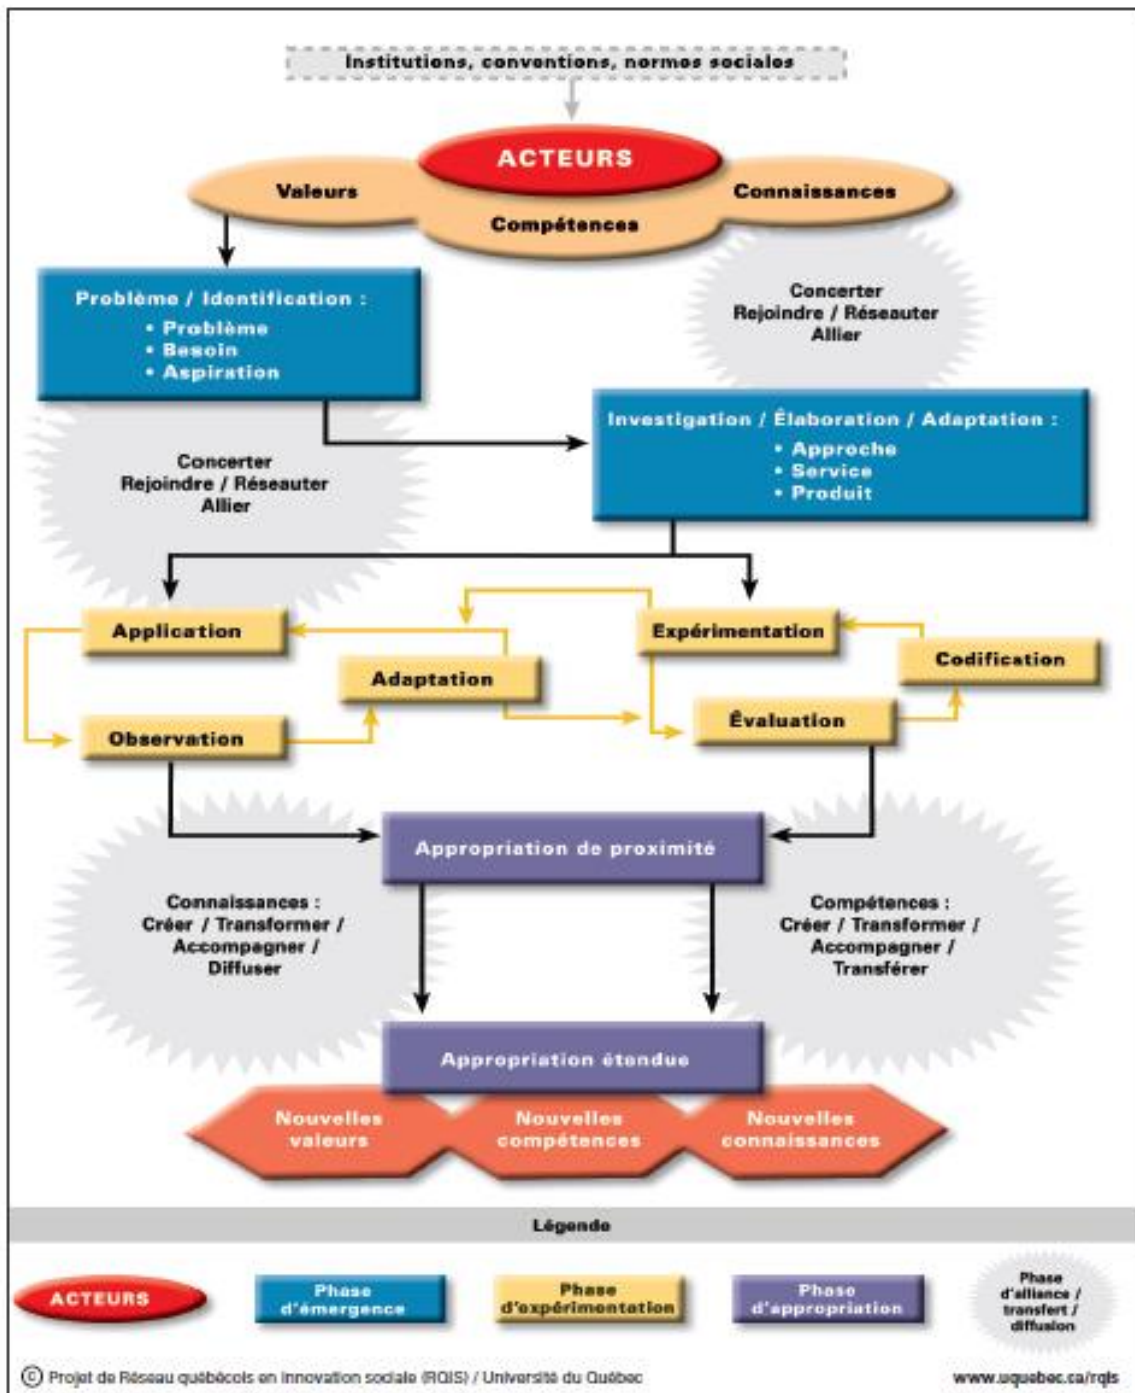 Institutions, conventions, normes sociales
ACTEURS
Valeurs
Connaissances
Compétences
Problème / Identification :
• Problème
• Besoin
• Aspiration
Concerter
Rejoindre / Réseauter
Allier
Investigation / Élaboration / Adaptation :
• Approche
• Service
• Produit
Concerter
Rejoindre / Réseauter
Allier
Application
Expérimentation
Codification
Adaptation
Observation
Évaluation
Appropriation de proximité
Connaissances :
Créer / Transformer /
Accompagner /
Diffuser
Compétences :
Créer / Transformer /
Accompagner /
Transférer
Appropriation étendue
Nouvelles
valeurs
Nouvelles
compétences
Nouvelles
connaissances
Légende
ACTEURS
Phase
d'émergence
Phase
d'expérimentation
Phase
d'appropriation
Phase
d'alliance /
transfert /
diffusion
© Projet de Réseau québécois en innovation sociale (RQIS) / Université du Québec
www.uquebec.ca/rqis